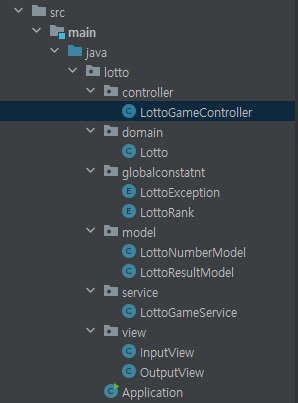 src
main
java
lotto
controller
C LottoGameController
domain
C Lotto
globalconstatnt
E LottoException
E LottoRank
model
C LottoNumberModel
C LottoResultModel
service
C LottoGameService
view
C InputView
C OutputView
C Application